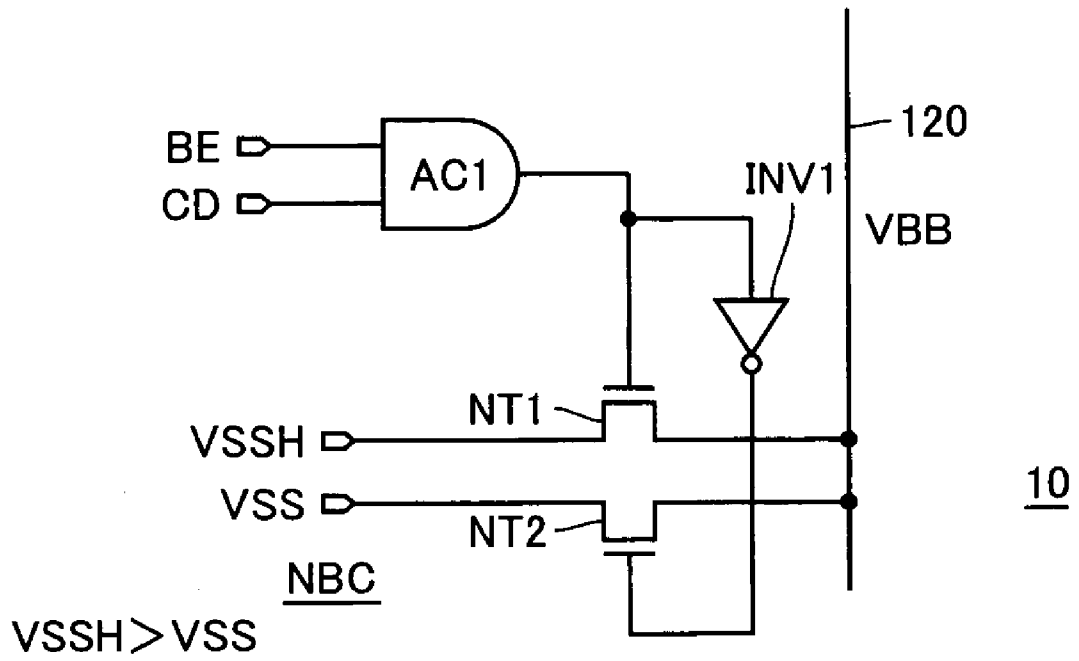 120
BE
AC1
INV1
CD
VBB
NT1
VSSH
VSS
NT2
10
NBC
VSSH>VSS